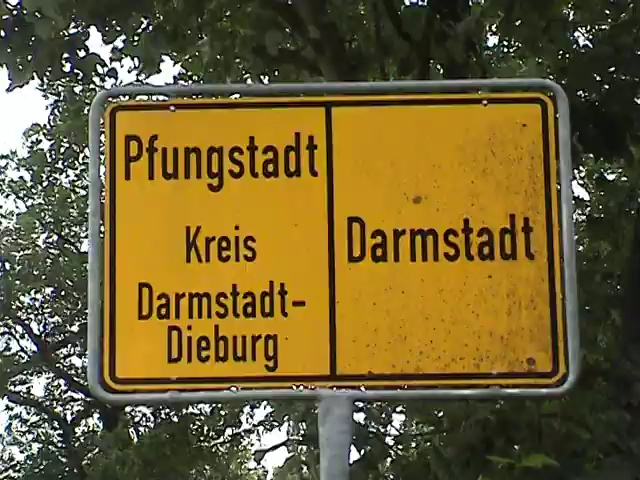 Pfungstadt
Kreis
Darmstadt-
Dieburg
Darmstadt